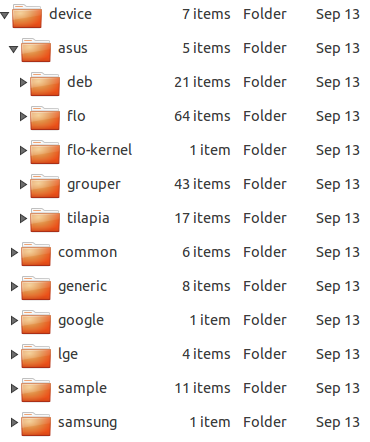 device 7 items Folder Sep 13
asus 5 items Folder Sep 13
deb 21 items Folder Sep 13
flo 64 items Folder Sep 13
flo-kernel 1 item Folder Sep 13
grouper 43 items Folder Sep 13
tilapia 17 items Folder Sep 13
common 6 items Folder Sep 13
generic 8 items Folder Sep 13
google 1 item Folder Sep 13
lge 4 items Folder Sep 13
sample 11 items Folder Sep 13
samsung 1 item Folder Sep 13